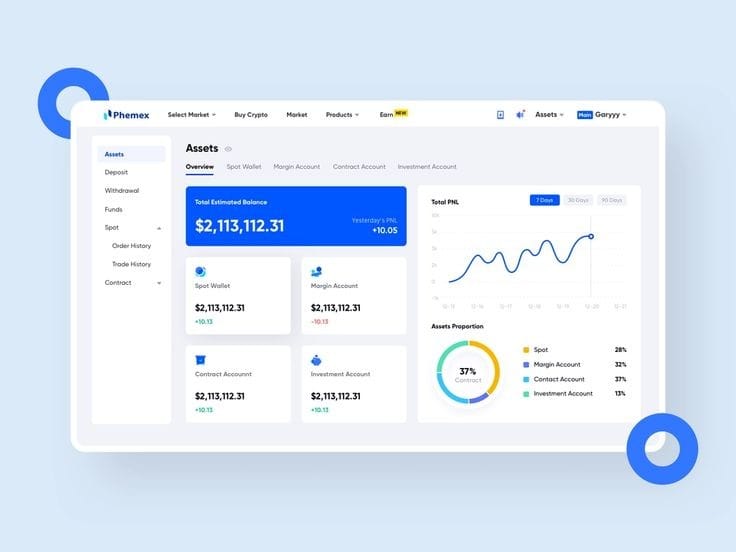 Phemex Select Market Buy Crypto Market Products Earn NEW Assets Main Garyyy
Assets
Deposit
Withdrawal
Funds
Spot
Order History
Trade History
Contract
Assets
Overview Spot Wallet Margin Account Contract Account Investment Account
Total Estimated Balance
$2,113,112.31
Yesterday's PNL
+10.05
Spot Wallet
$2,113,112.31
+10.13
Margin Account
$2,113,112.31
-10.13
Contract Accounnt
$2,113,112.31
+10.13
Investment Account
$2,113,112.31
+10.13
Total PNL 7 Days 30 Days 90 Days
10k
5k
3k
2k
0
12-15 12-16 12-17 12-18 12-19 12-20 12-21
Assets Proportion
37%
Contract
Spot 28%
Margin Account 32%
Contact Account 37%
Investment Account 13%